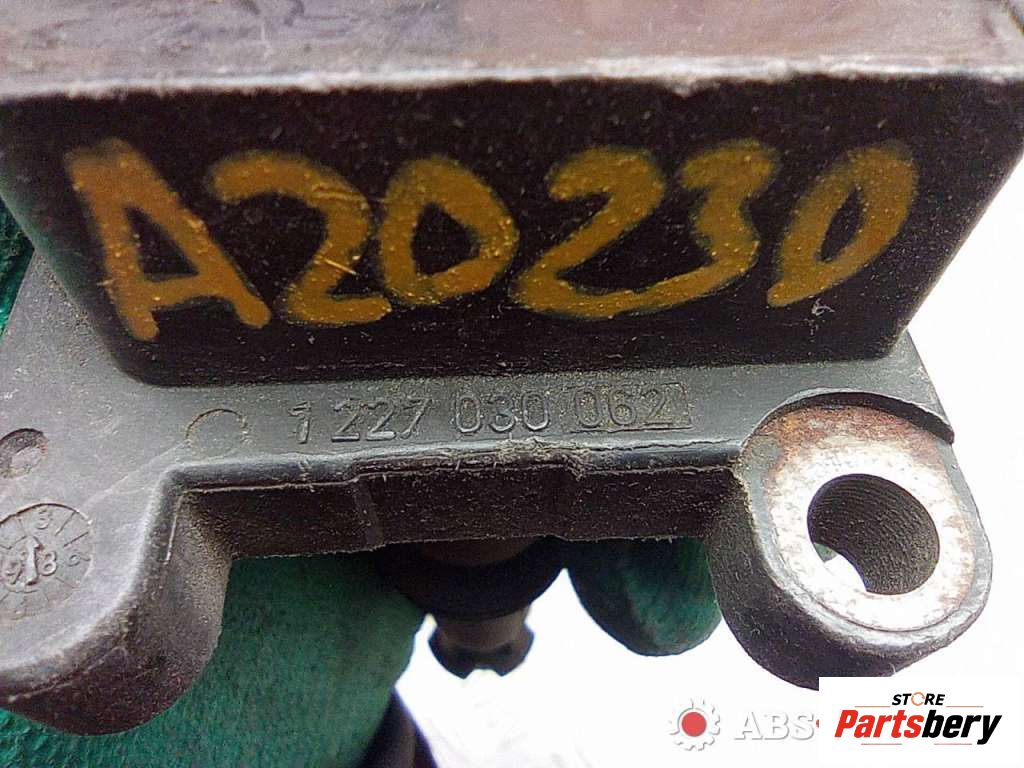 A20230
1 227 030 062
ABS
STORE
Partsbery